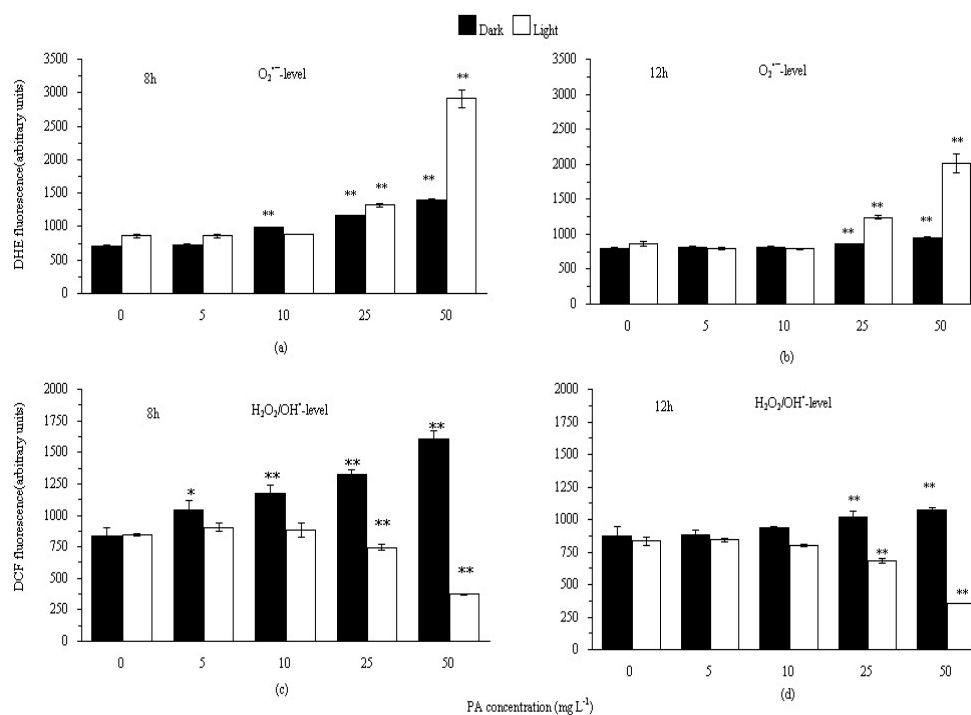 Dark Light
8h O₂•⁻-level
DHE fluorescence(arbitrary units)
3500
3000
2500
2000
1500
1000
500
0
** ** ** ** **
0 5 10 25 50
(a)
12h O₂•⁻-level
3500
3000
2500
2000
1500
1000
500
0
** ** ** **
0 5 10 25 50
(b)
8h H₂O₂/OH•-level
DCF fluorescence(arbitrary units)
2000
1750
1500
1250
1000
750
500
250
0
* ** ** ** ** **
0 5 10 25 50
(c)
12h H₂O₂/OH•-level
2000
1750
1500
1250
1000
750
500
250
0
** ** ** **
0 5 10 25 50
(d)
PA concentration (mg L⁻¹)